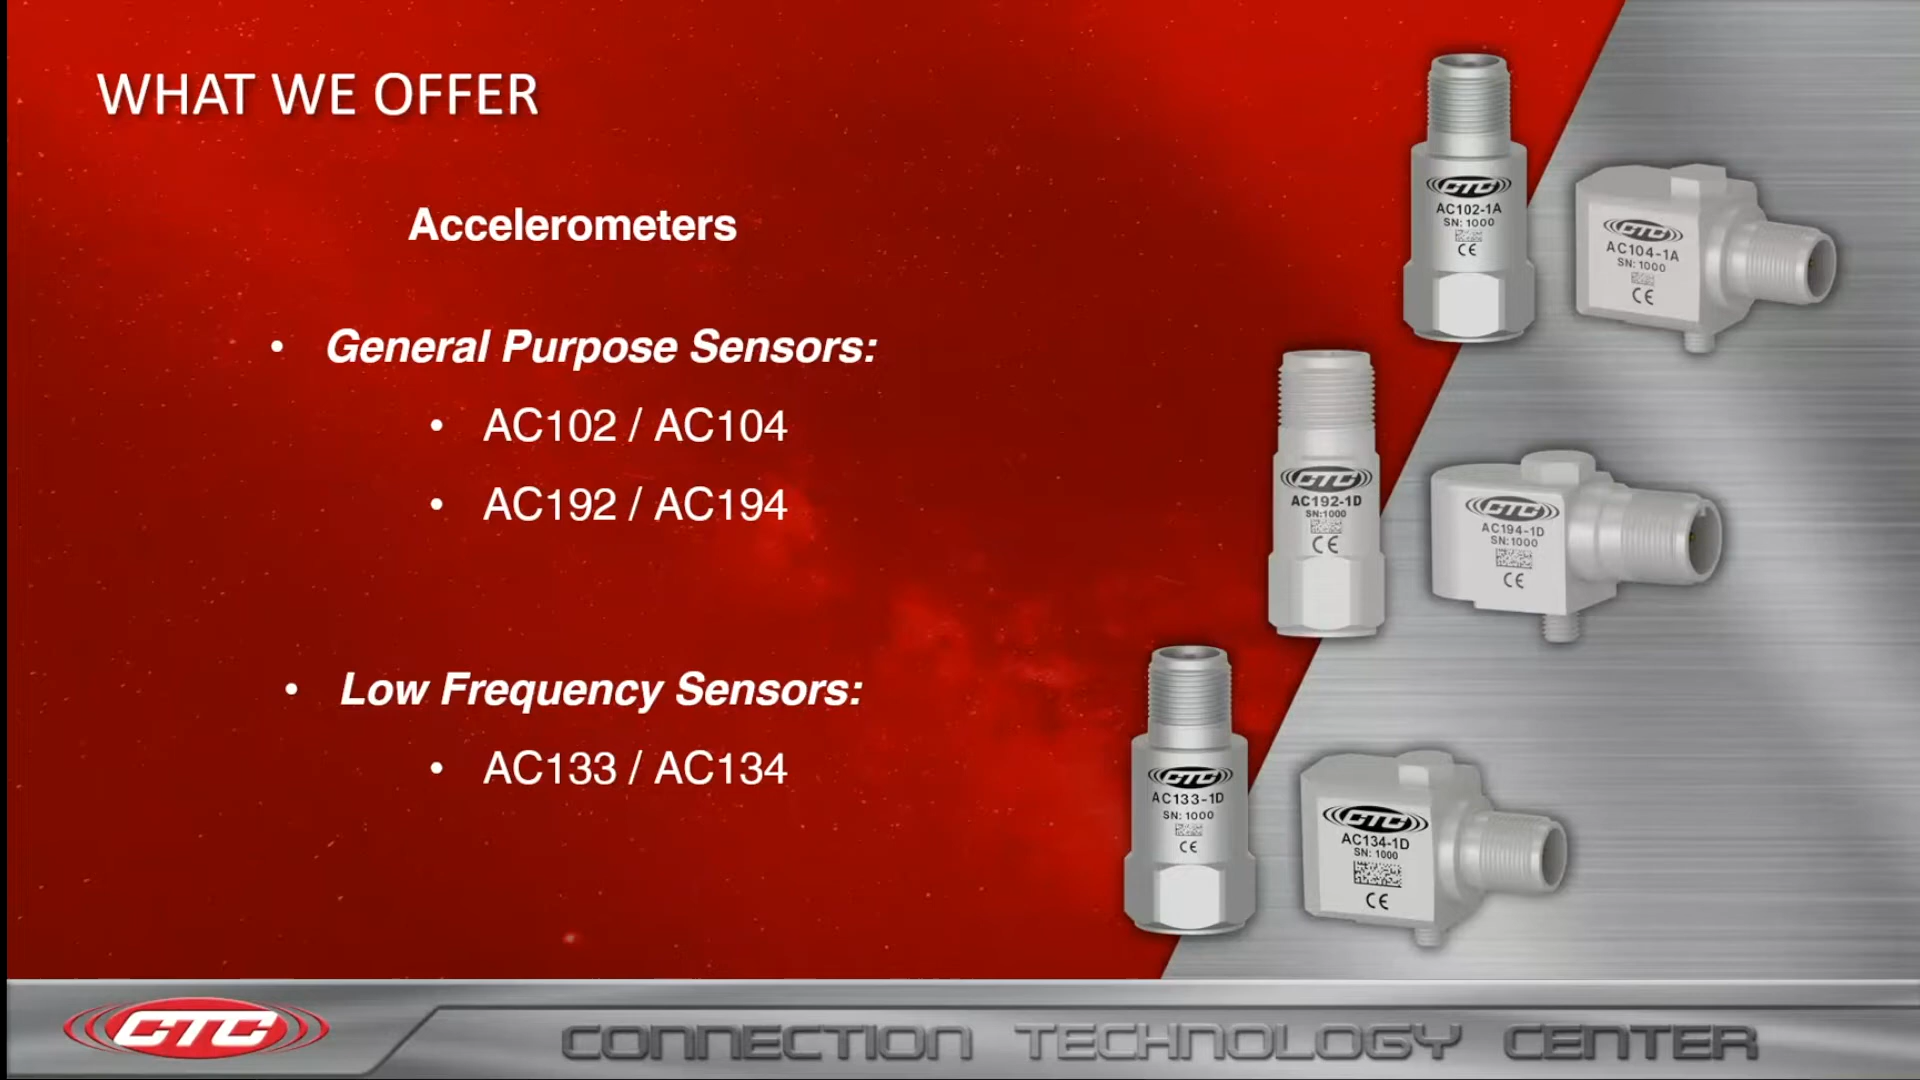 WHAT WE OFFER
Accelerometers
• General Purpose Sensors:
• AC102 / AC104
• AC192 / AC194
• Low Frequency Sensors:
• AC133 / AC134
CTC
AC102-1A
SN: 1000
CE
CTC
AC104-1A
SN: 1000
CE
CTC
AC192-1D
SN:1000
CE
CTC
AC194-1D
SN:1000
CE
CTC
AC133-1D
SN: 1000
CE
CTC
AC134-1D
SN: 1000
CE
CTC
CONNECTION TECHNOLOGY CENTER